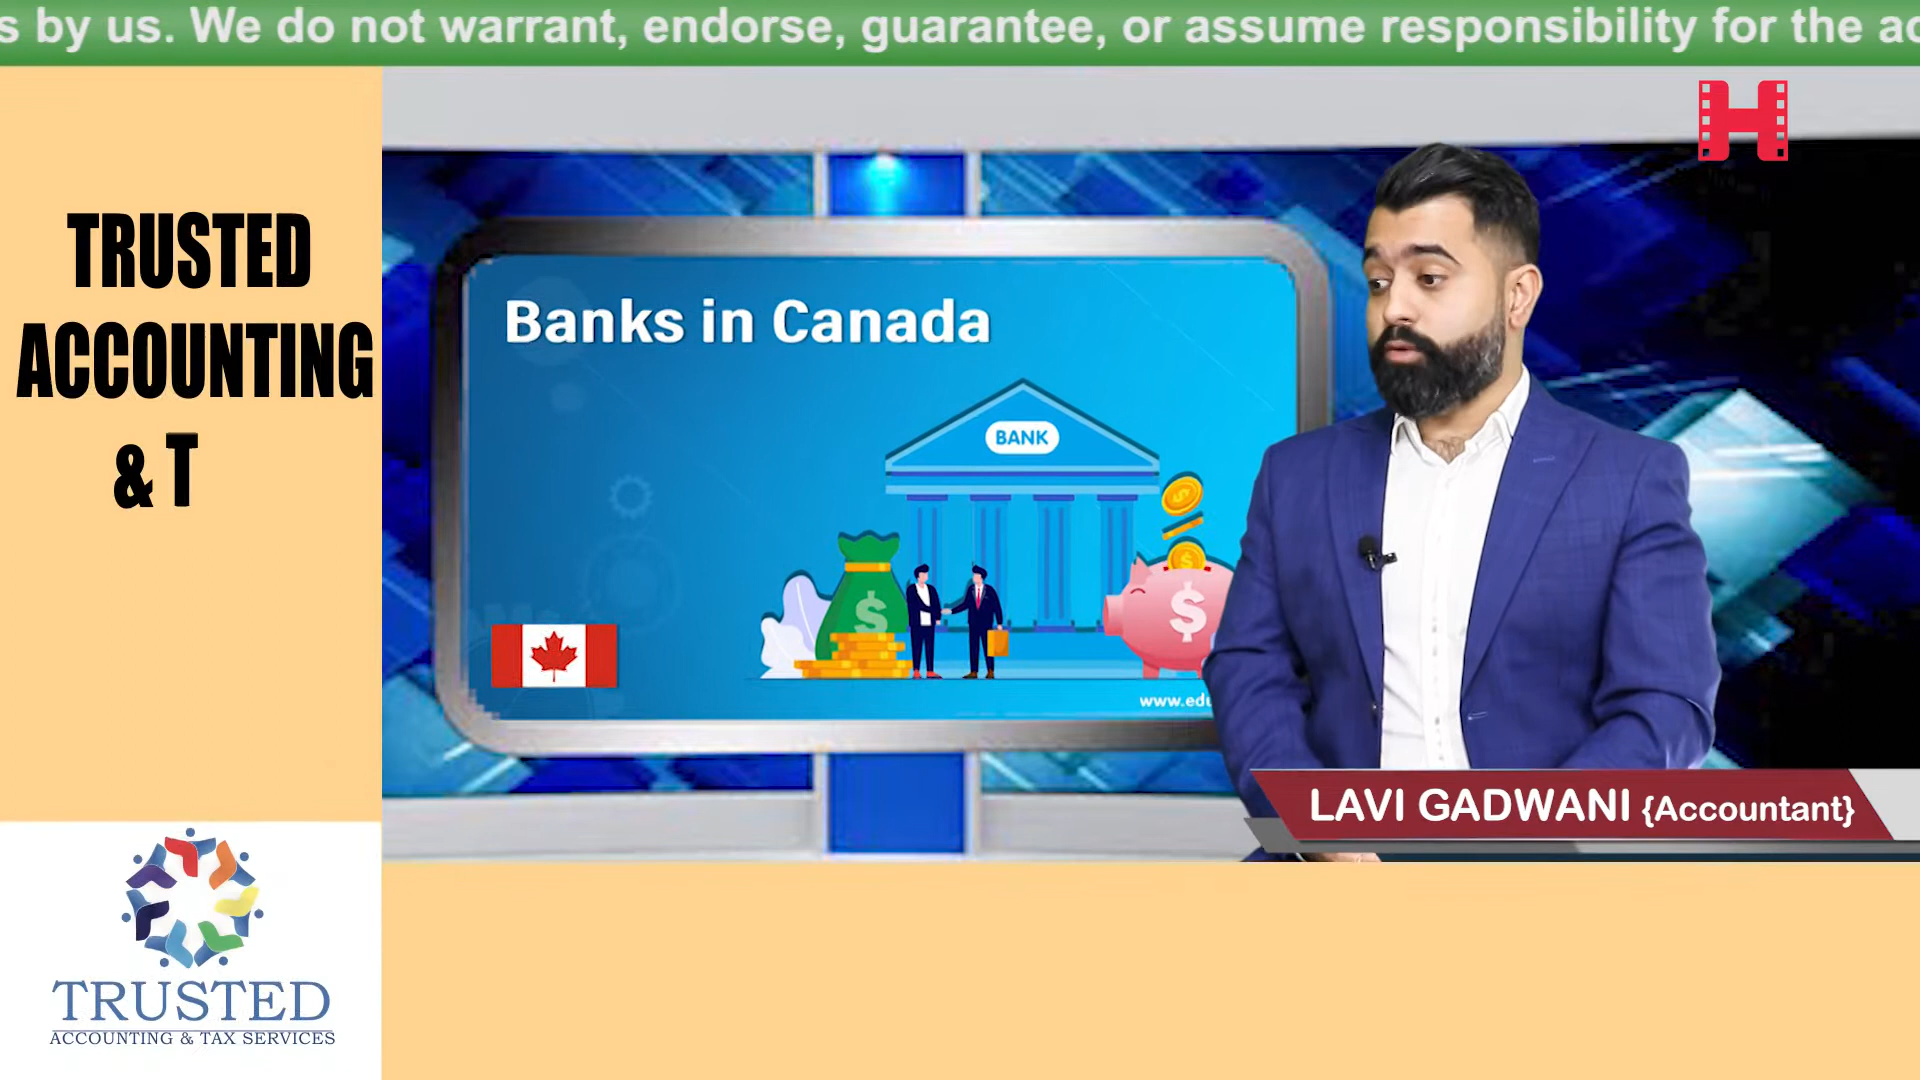 s by us. We do not warrant, endorse, guarantee, or assume responsibility for the ac
TRUSTED
ACCOUNTING
& T
Banks in Canada
BANK
$
$
www.edu
LAVI GADWANI {Accountant}
TRUSTED
ACCOUNTING & TAX SERVICES